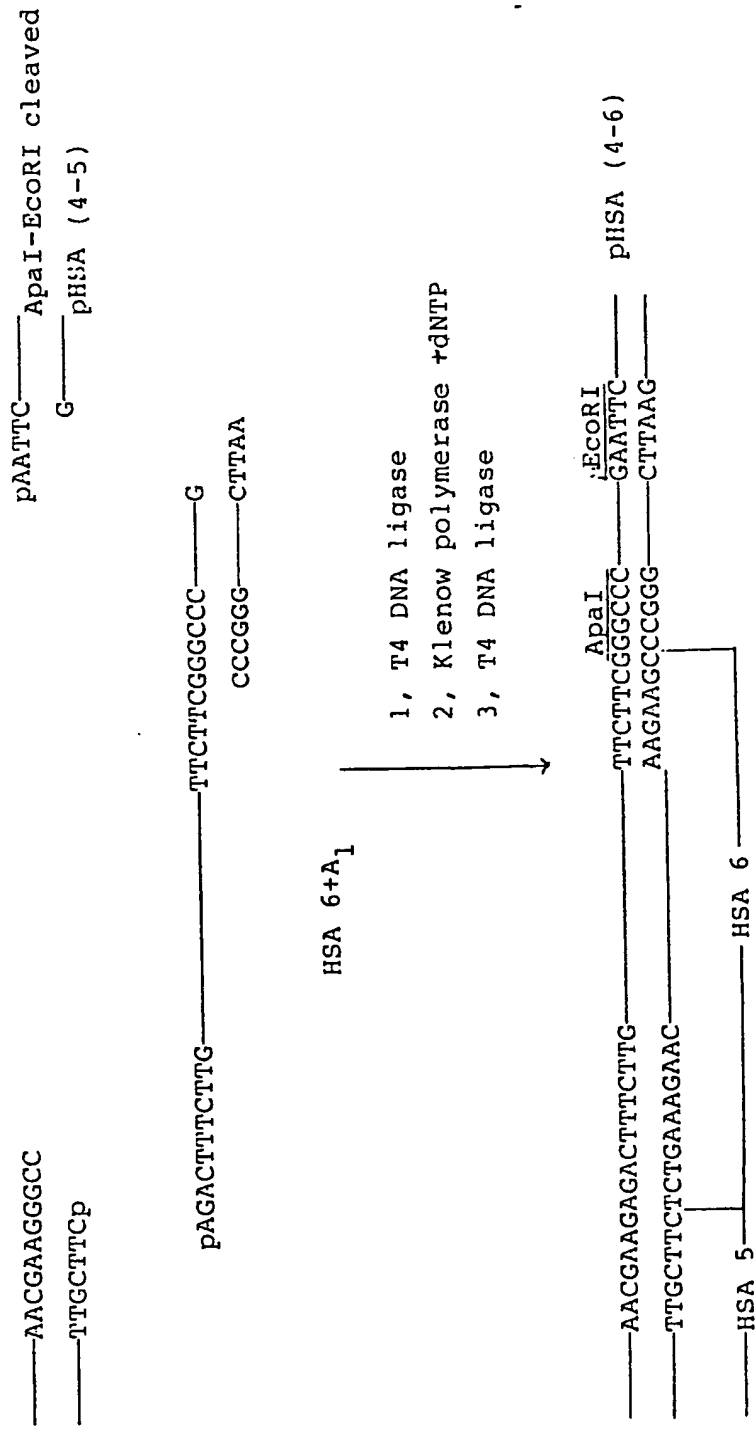 pAATTC
ApaI-EcoRI cleaved
G
pHSA (4-5)
AACGAAGGGCC
TTGCTTCp
pAGACTTTCTTG TTCTTCGGGCCC G
CCCGGG CTTAA
HSA 6+A1
1, T4 DNA ligase
2, Klenow polymerase +dNTP
3, T4 DNA ligase
ApaI EcoRI
AACGAAGAGACTTTCTTG TTCTTCGGGCCC GAATTC
pHSA (4-6)
TTGCTTCTCTGAAAGAAC AAGAAGCCCGGG CTTAAG
HSA 5 HSA 6